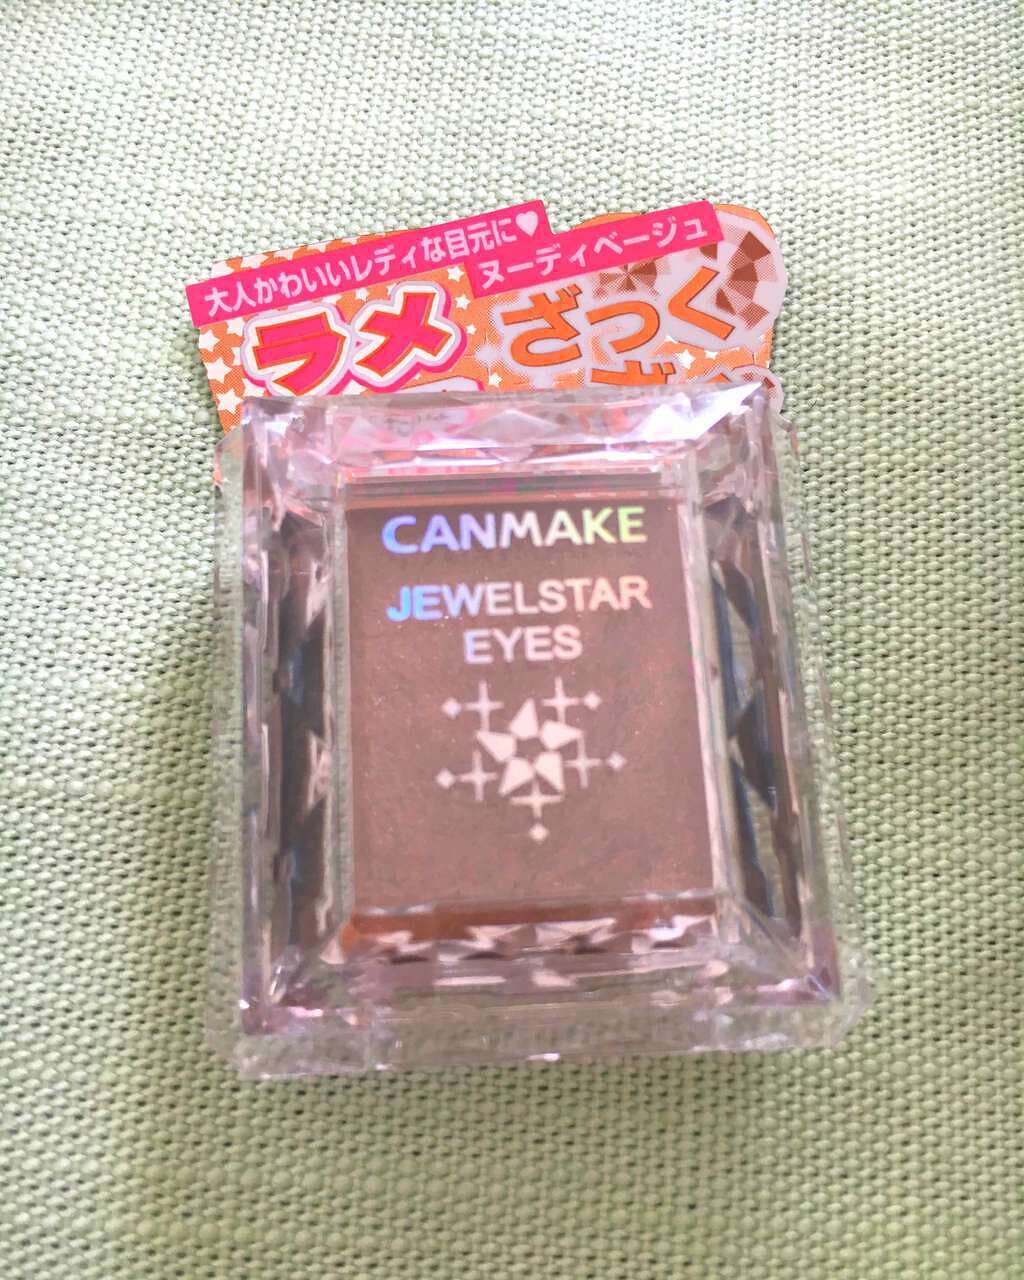 大人かわいいレディな目元に♥
ヌーディベージュ
ラメ
ざっく
CANMAKE
JEWELSTAR
EYES